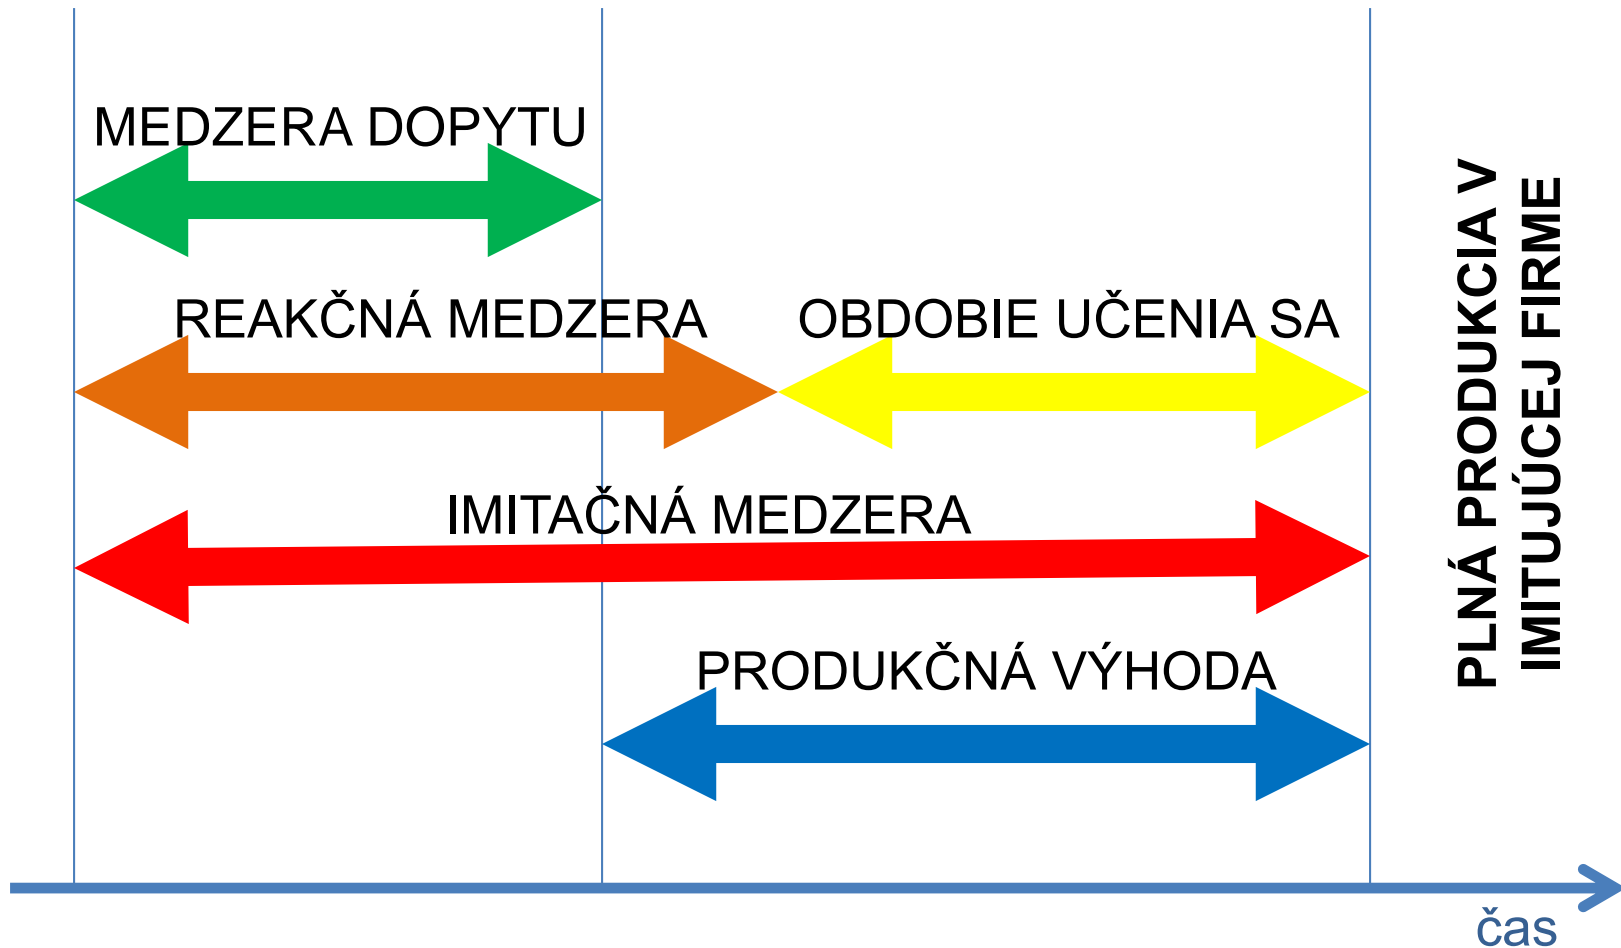 MEDZERA DOPYTU
REAKČNÁ MEDZERA
OBDOBIE UČENIA SA
IMITAČNÁ MEDZERA
PRODUKČNÁ VÝHODA
PLNÁ PRODUKCIA V
IMITUJÚCEJ FIRME
čas